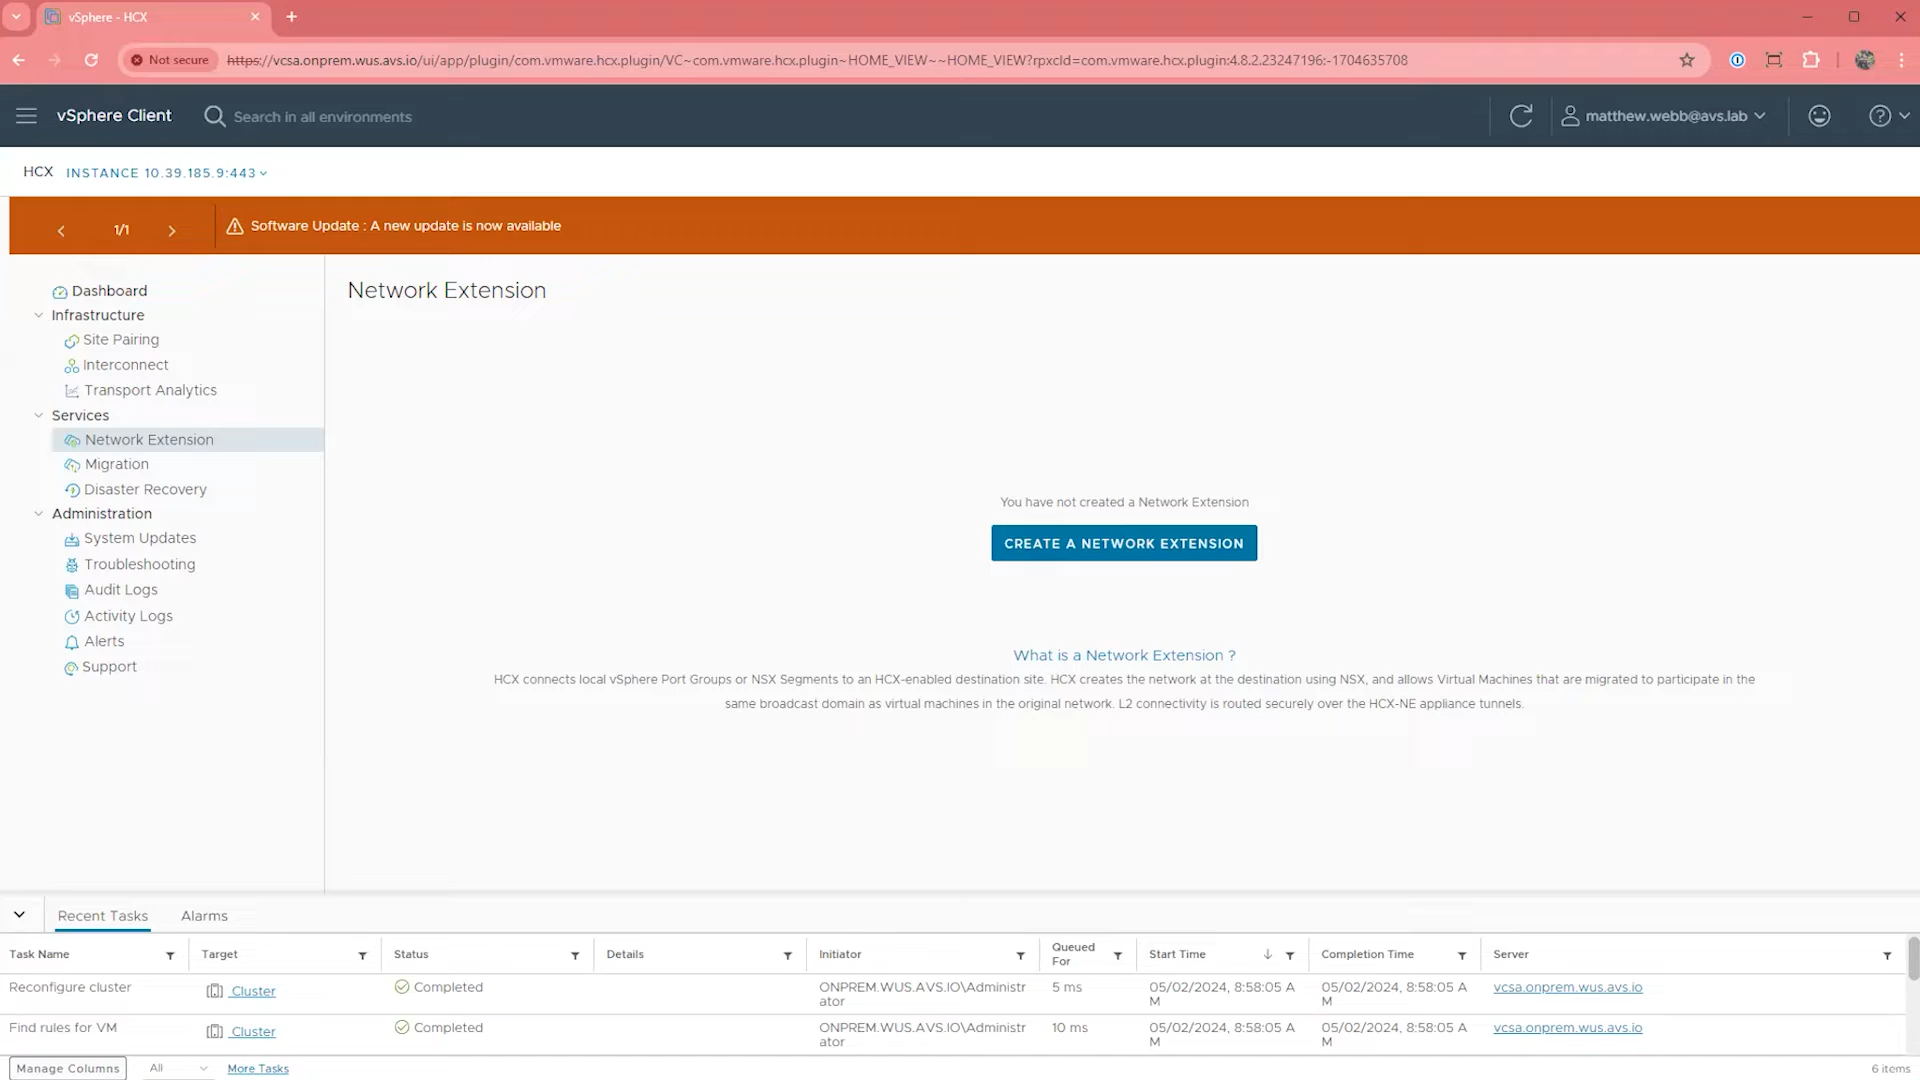 vSphere - HCX
Not secure
https://vcsa.onprem.wus.avs.io/ui/app/plugin/com.vmware.hcx.plugin/VC~com.vmware.hcx.plugin~HOME_VIEW~~HOME_VIEW?rpxcId=com.vmware.hcx.plugin:4.8.2.23247196:-1704635708
vSphere Client
Search in all environments
matthew.webb@avs.lab
HCX
INSTANCE 10.39.185.9:443
1/1
Software Update : A new update is now available
Dashboard
Infrastructure
Site Pairing
Interconnect
Transport Analytics
Services
Network Extension
Migration
Disaster Recovery
Administration
System Updates
Troubleshooting
Audit Logs
Activity Logs
Alerts
Support
Network Extension
You have not created a Network Extension
CREATE A NETWORK EXTENSION
What is a Network Extension ?
HCX connects local vSphere Port Groups or NSX Segments to an HCX-enabled destination site. HCX creates the network at the destination using NSX, and allows Virtual Machines that are migrated to participate in the
same broadcast domain as virtual machines in the original network. L2 connectivity is routed securely over the HCX-NE appliance tunnels.
Recent Tasks Alarms
Task Name Target Status Details Initiator Queued For Start Time Completion Time Server
Reconfigure cluster Cluster Completed ONPREM.WUS.AVS.IO\Administrator 5 ms 05/02/2024, 8:58:05 AM 05/02/2024, 8:58:05 AM vcsa.onprem.wus.avs.io
Find rules for VM Cluster Completed ONPREM.WUS.AVS.IO\Administrator 10 ms 05/02/2024, 8:58:05 AM 05/02/2024, 8:58:05 AM vcsa.onprem.wus.avs.io
Manage Columns All More Tasks 6 items